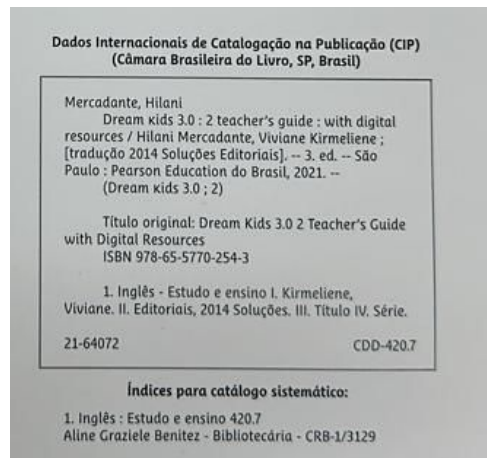 Dados Internacionais de Catalogação na Publicação (CIP)
(Câmara Brasileira do Livro, SP, Brasil)
Mercadante, Hilani
Dream kids 3.0 : 2 teacher's guide : with digital
resources / Hilani Mercadante, Viviane Kirmeliene ;
[tradução 2014 Soluções Editoriais]. -- 3. ed. -- São
Paulo : Pearson Education do Brasil, 2021. --
(Dream kids 3.0 ; 2)
Título original: Dream Kids 3.0 2 Teacher's Guide
with Digital Resources
ISBN 978-65-5770-254-3
1. Inglês - Estudo e ensino I. Kirmeliene,
Viviane. II. Editoriais, 2014 Soluções. III. Título IV. Série.
21-64072 CDD-420.7
Índices para catálogo sistemático:
1. Inglês : Estudo e ensino 420.7
Aline Graziele Benitez - Bibliotecária - CRB-1/3129